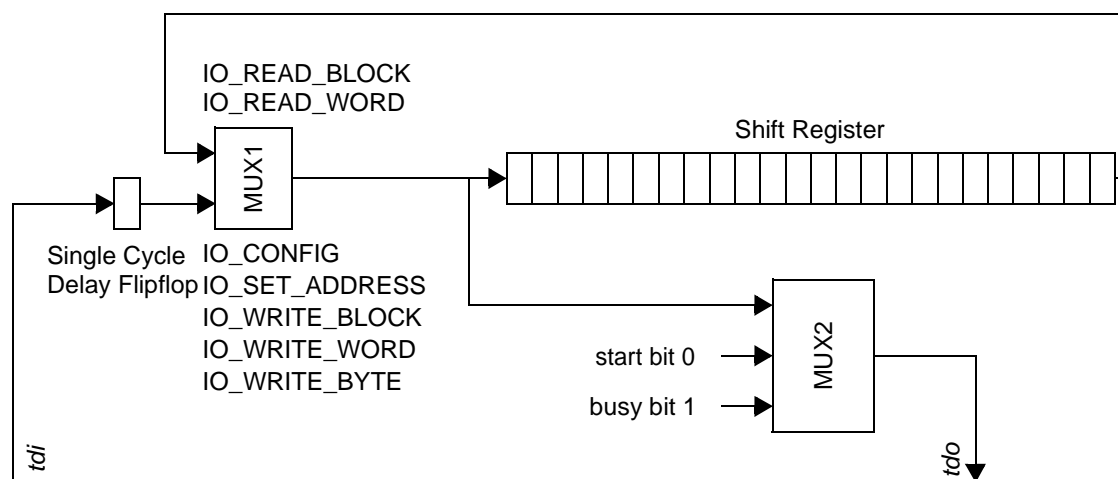 IO_READ_BLOCK
IO_READ_WORD
Shift Register
MUX1
Single Cycle
Delay Flipflop
IO_CONFIG
IO_SET_ADDRESS
IO_WRITE_BLOCK
IO_WRITE_WORD
IO_WRITE_BYTE
start bit 0
busy bit 1
MUX2
tdi
tdo